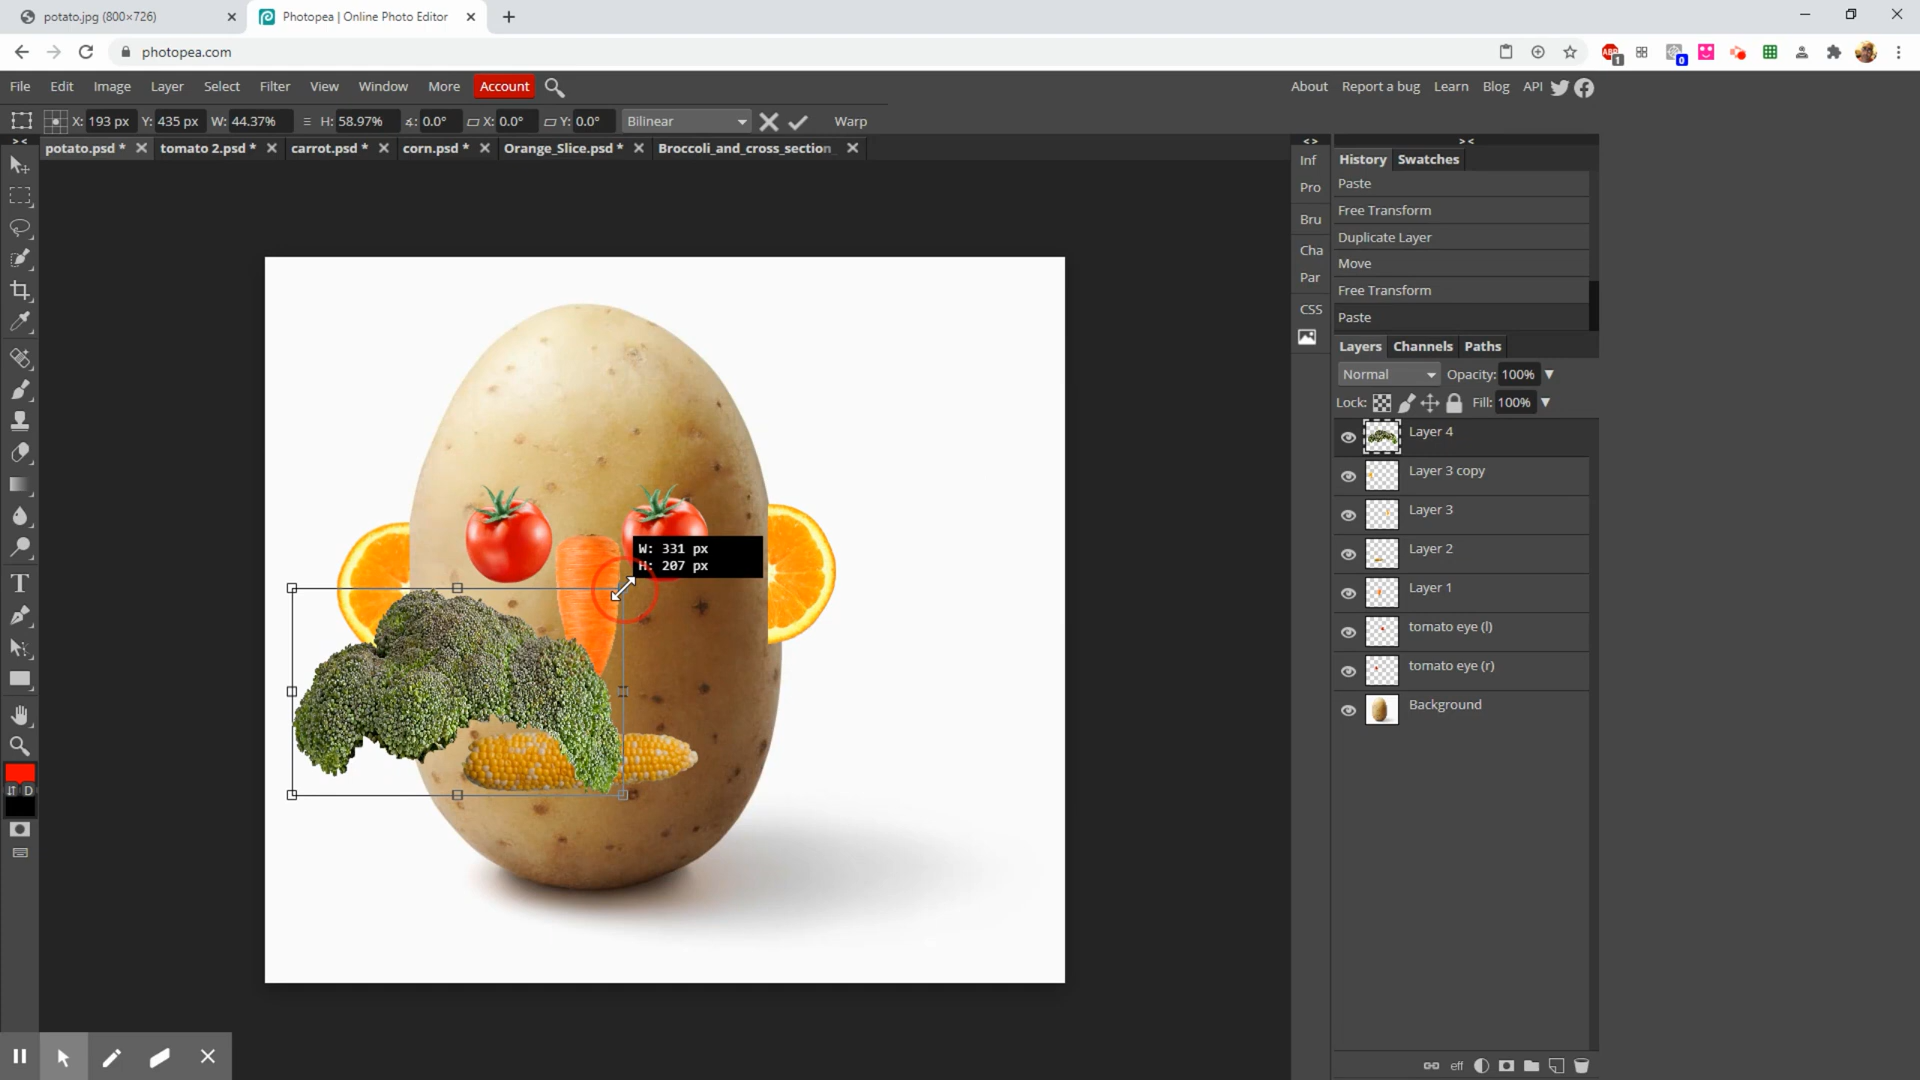 potato.jpg (800×726)
Photopea | Online Photo Editor
photopea.com
ABP
1
0
File Edit Image Layer Select Filter View Window More Account
About Report a bug Learn Blog API
X: 193 px Y: 435 px W: 44.37% H: 58.97% ∡: 0.0° X: 0.0° Y: 0.0° Bilinear Warp
potato.psd * tomato 2.psd * carrot.psd * corn.psd * Orange_Slice.psd * Broccoli_and_cross_section
> <
< >
> <
Inf
Pro
Bru
Cha
Par
CSS
History Swatches
Paste
Free Transform
Duplicate Layer
Move
Free Transform
Paste
Layers Channels Paths
Normal Opacity: 100%
Lock: Fill: 100%
Layer 4
Layer 3 copy
Layer 3
Layer 2
Layer 1
tomato eye (l)
tomato eye (r)
Background
W: 331 px
H: 207 px
T
D
eff